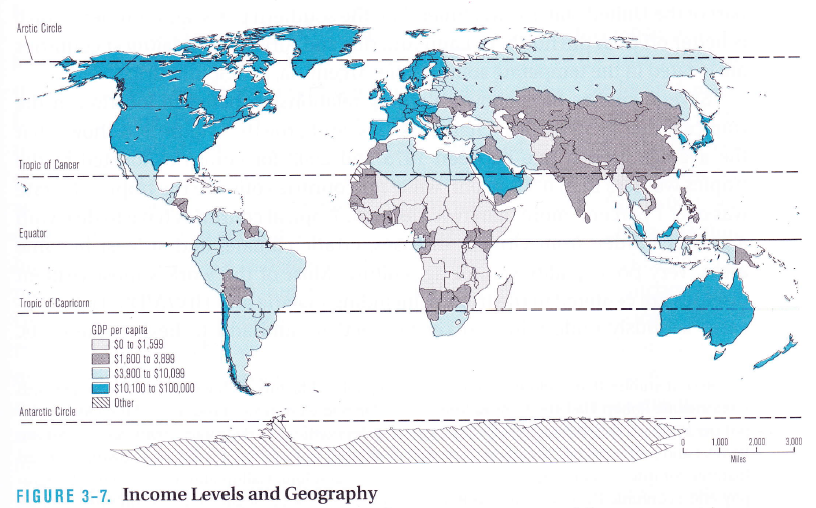 Arctic Circle
Tropic of Cancer
Equator
Tropic of Capricorn
GDP per capita
$0 to $1,599
$1,600 to 3,899
$3,900 to $10,099
$10,100 to $100,000
Other
Antarctic Circle
0 1,000 2,000 3,000
Miles
FIGURE 3-7. Income Levels and Geography